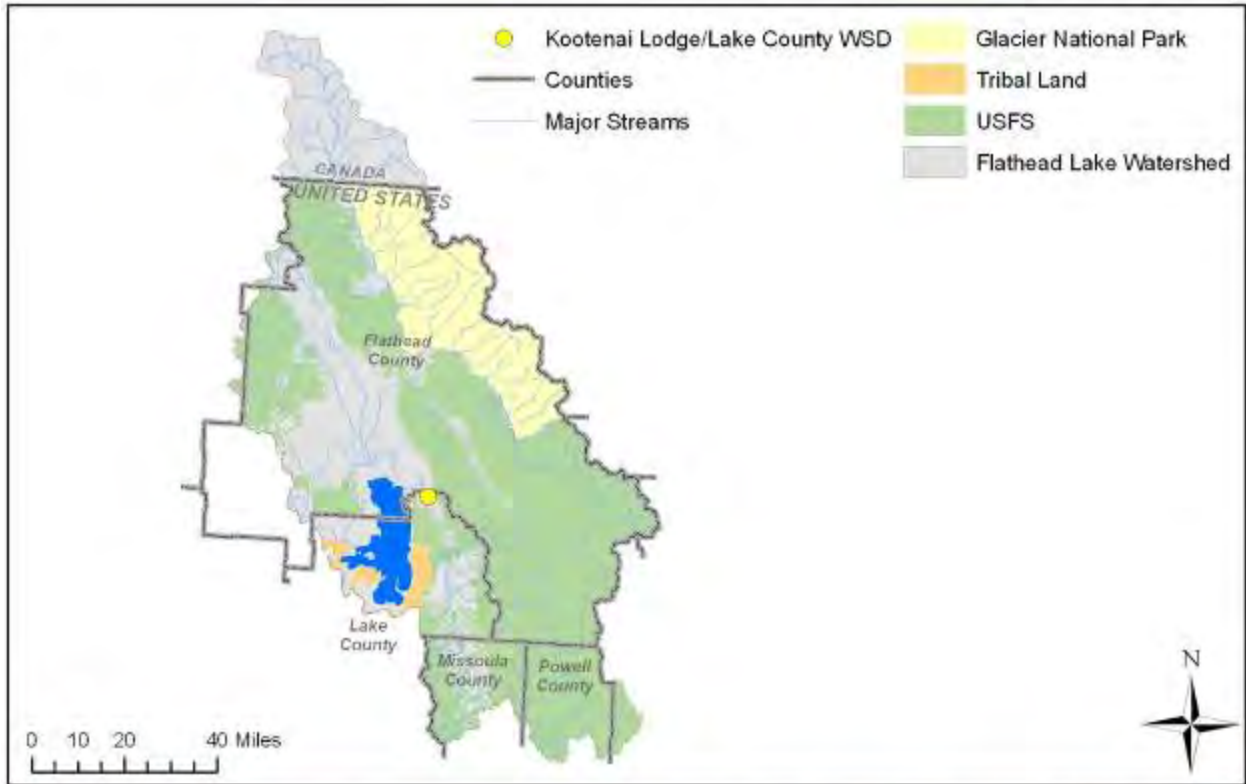 Kootenai Lodge/Lake County WSD
Counties
Major Streams
Glacier National Park
Tribal Land
USFS
Flathead Lake Watershed
CANADA
UNITED STATES
Flathead
County
Lake
County
Missoula
County
Powell
County
N
0 10 20 40 Miles